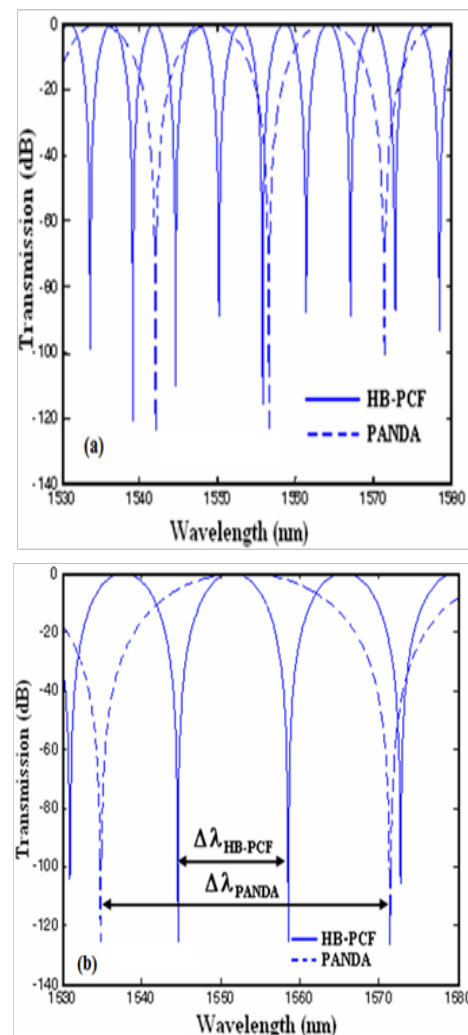 0
-20
-40
-60
-80
-100
-120
-140
Transmission (dB)
HB-PCF
PANDA
(a)
1530 1540 1550 1560 1570 1580
Wavelength (nm)
0
-20
-40
-60
-80
-100
-120
-140
Transmission (dB)
Δλ HB-PCF
Δλ PANDA
HB-PCF
PANDA
(b)
1530 1540 1550 1560 1570 1580
Wavelength (nm)